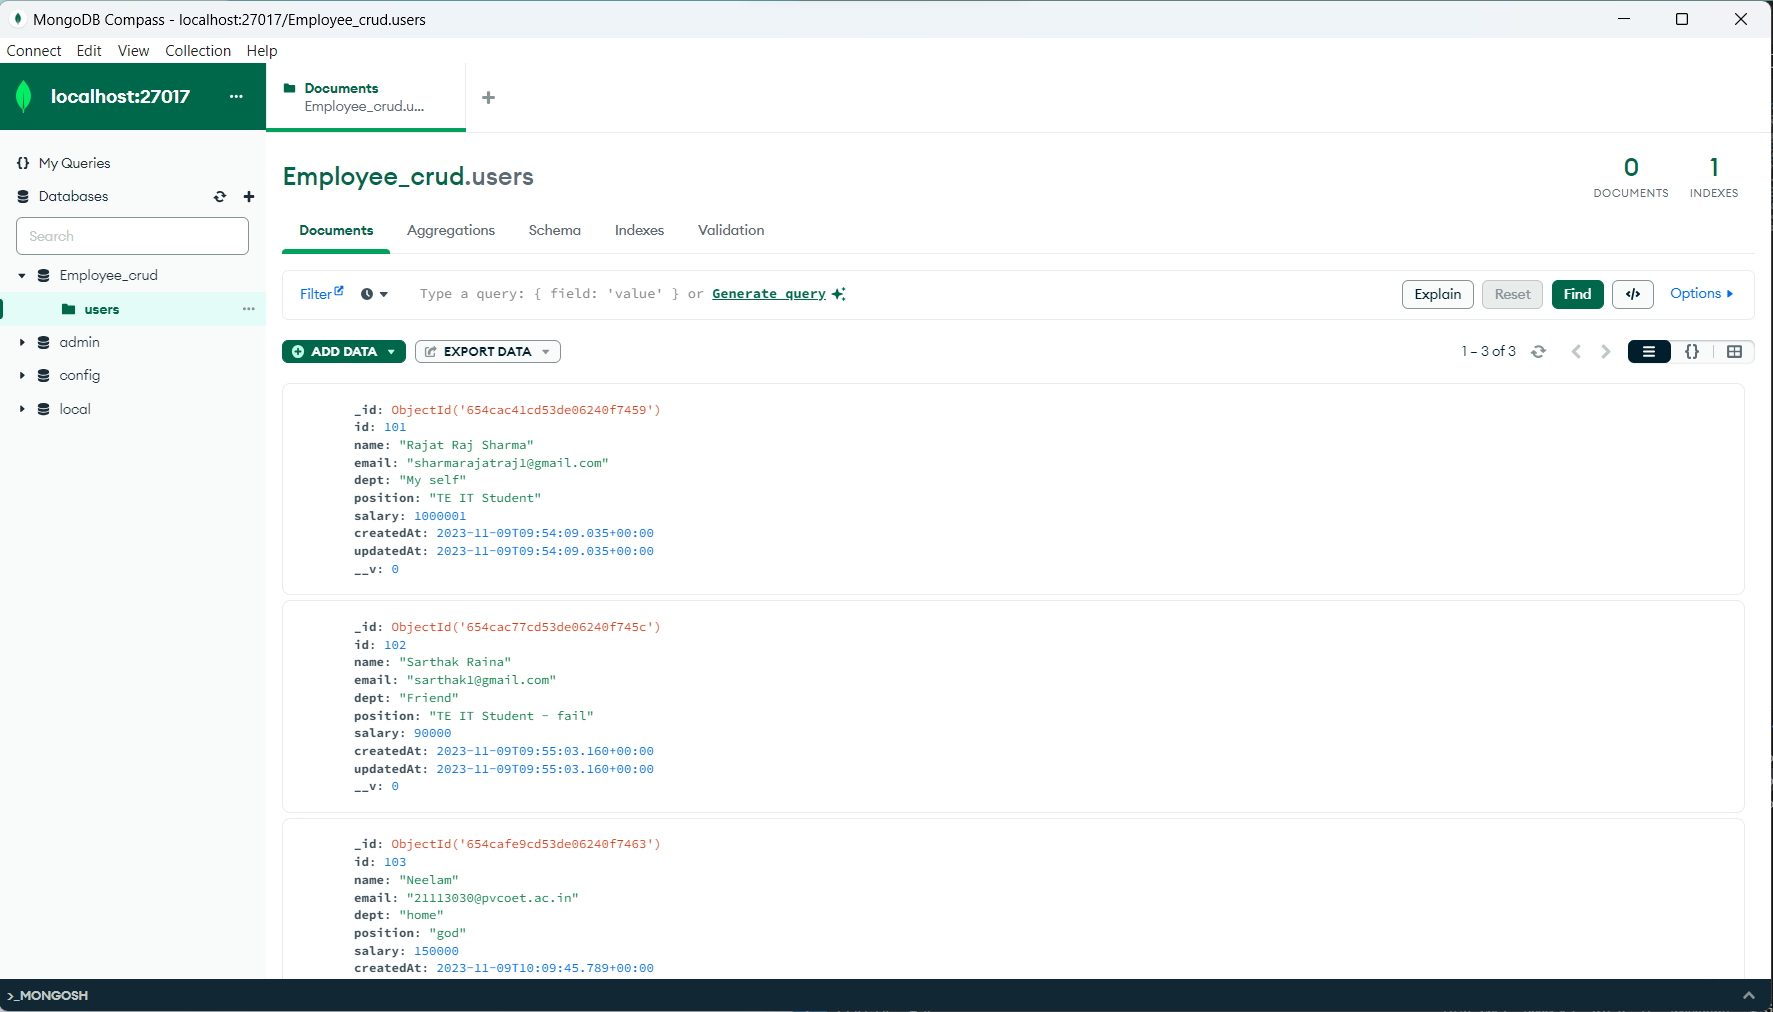 MongoDB Compass - localhost:27017/Employee_crud.users
Connect Edit View Collection Help
localhost:27017 ...
Documents
Employee_crud.u...
+
{} My Queries
Databases
Search
Employee_crud
users ...
admin
config
local
Employee_crud.users
0
DOCUMENTS
1
INDEXES
Documents Aggregations Schema Indexes Validation
Filter Type a query: { field: 'value' } or Generate query Explain Reset Find </> Options
ADD DATA EXPORT DATA 1 – 3 of 3 {}
_id: ObjectId('654cac41cd53de06240f7459')
id: 101
name: "Rajat Raj Sharma"
email: "sharmarajatraj1@gmail.com"
dept: "My self"
position: "TE IT Student"
salary: 1000001
createdAt: 2023-11-09T09:54:09.035+00:00
updatedAt: 2023-11-09T09:54:09.035+00:00
__v: 0
_id: ObjectId('654cac77cd53de06240f745c')
id: 102
name: "Sarthak Raina"
email: "sarthak1@gmail.com"
dept: "Friend"
position: "TE IT Student - fail"
salary: 90000
createdAt: 2023-11-09T09:55:03.160+00:00
updatedAt: 2023-11-09T09:55:03.160+00:00
__v: 0
_id: ObjectId('654cafe9cd53de06240f7463')
id: 103
name: "Neelam"
email: "21113030@pvcoet.ac.in"
dept: "home"
position: "god"
salary: 150000
createdAt: 2023-11-09T10:09:45.789+00:00
>_MONGOSH